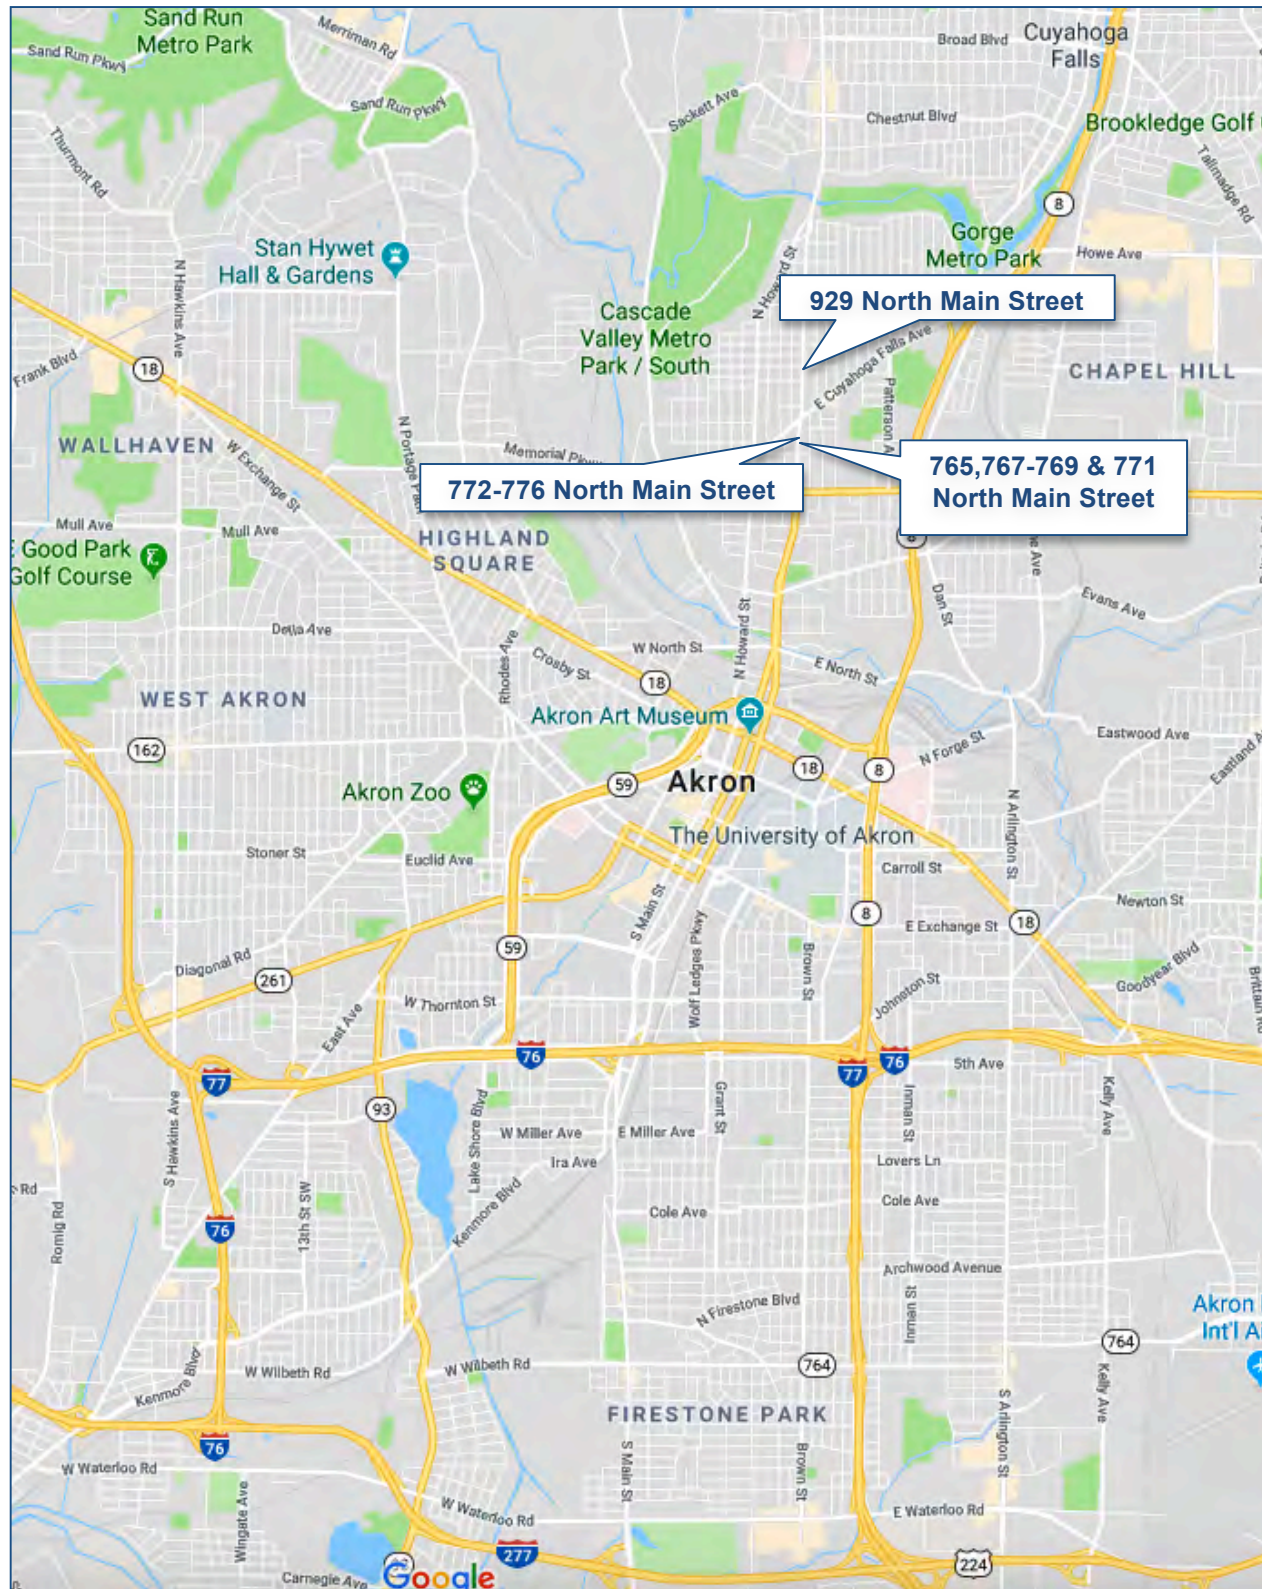 Sand Run
Metro Park
Merriman Rd
Broad Blvd
Cuyahoga
Falls
Sand Run Pkwy
Sand Run Pkwy
Sackett Ave
Chestnut Blvd
Brookledge Golf
Thurmont Rd
Tallmadge Rd
8
Stan Hywet
Hall & Gardens
Gorge
Metro Park
Howe Ave
N Hawkins Ave
N Howard St
929 North Main Street
Cascade
Valley Metro
Park / South
E Cuyahoga Falls Ave
Frank Blvd
18
CHAPEL HILL
Patterson A
N Portage Path
WALLHAVEN
W Exchange St
Memorial Pkwy
772-776 North Main Street
765,767-769 & 771
North Main Street
Mull Ave
Mull Ave
HIGHLAND
SQUARE
Good Park
Golf Course
8
Ave
Dan St
Evans Ave
Della Ave
Rhodes Ave
Crosby St
W North St
N Howard St
E North St
18
WEST AKRON
Akron Art Museum
162
Eastwood Ave
N Forge St
Eastland A
18
8
59
Akron
Akron Zoo
N Arlington St
The University of Akron
Stoner St
Euclid Ave
Carroll St
S Main St
Newton St
8
E Exchange St
18
Wolf Ledges Pkwy
Brown St
59
Diagonal Rd
261
Goodyear Blvd
Brittain Rd
W Thornton St
Johnston St
East Ave
76
77
76
5th Ave
77
93
Lake Shore Blvd
Grant St
Inman St
Kelly Ave
W Miller Ave
E Miller Ave
S Hawkins Ave
Ira Ave
Lovers Ln
Rd
13th St SW
Kenmore Blvd
Cole Ave
Cole Ave
76
Romig Rd
Archwood Avenue
N Firestone Blvd
Inman St
Akron
Int'l A
764
W Wilbeth Rd
W Wilbeth Rd
764
Kenmore Blvd
Kelly Ave
FIRESTONE PARK
S Arlington St
76
S Main St
Brown St
W Waterloo Rd
Wingate Ave
W Waterloo Rd
E Waterloo Rd
277
224
Carnegie Ave
Google